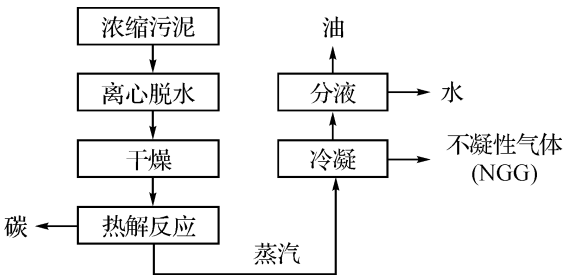 浓缩污泥
离心脱水
干燥
热解反应
碳
蒸汽
冷凝
不凝性气体
(NGG)
分液
水
油